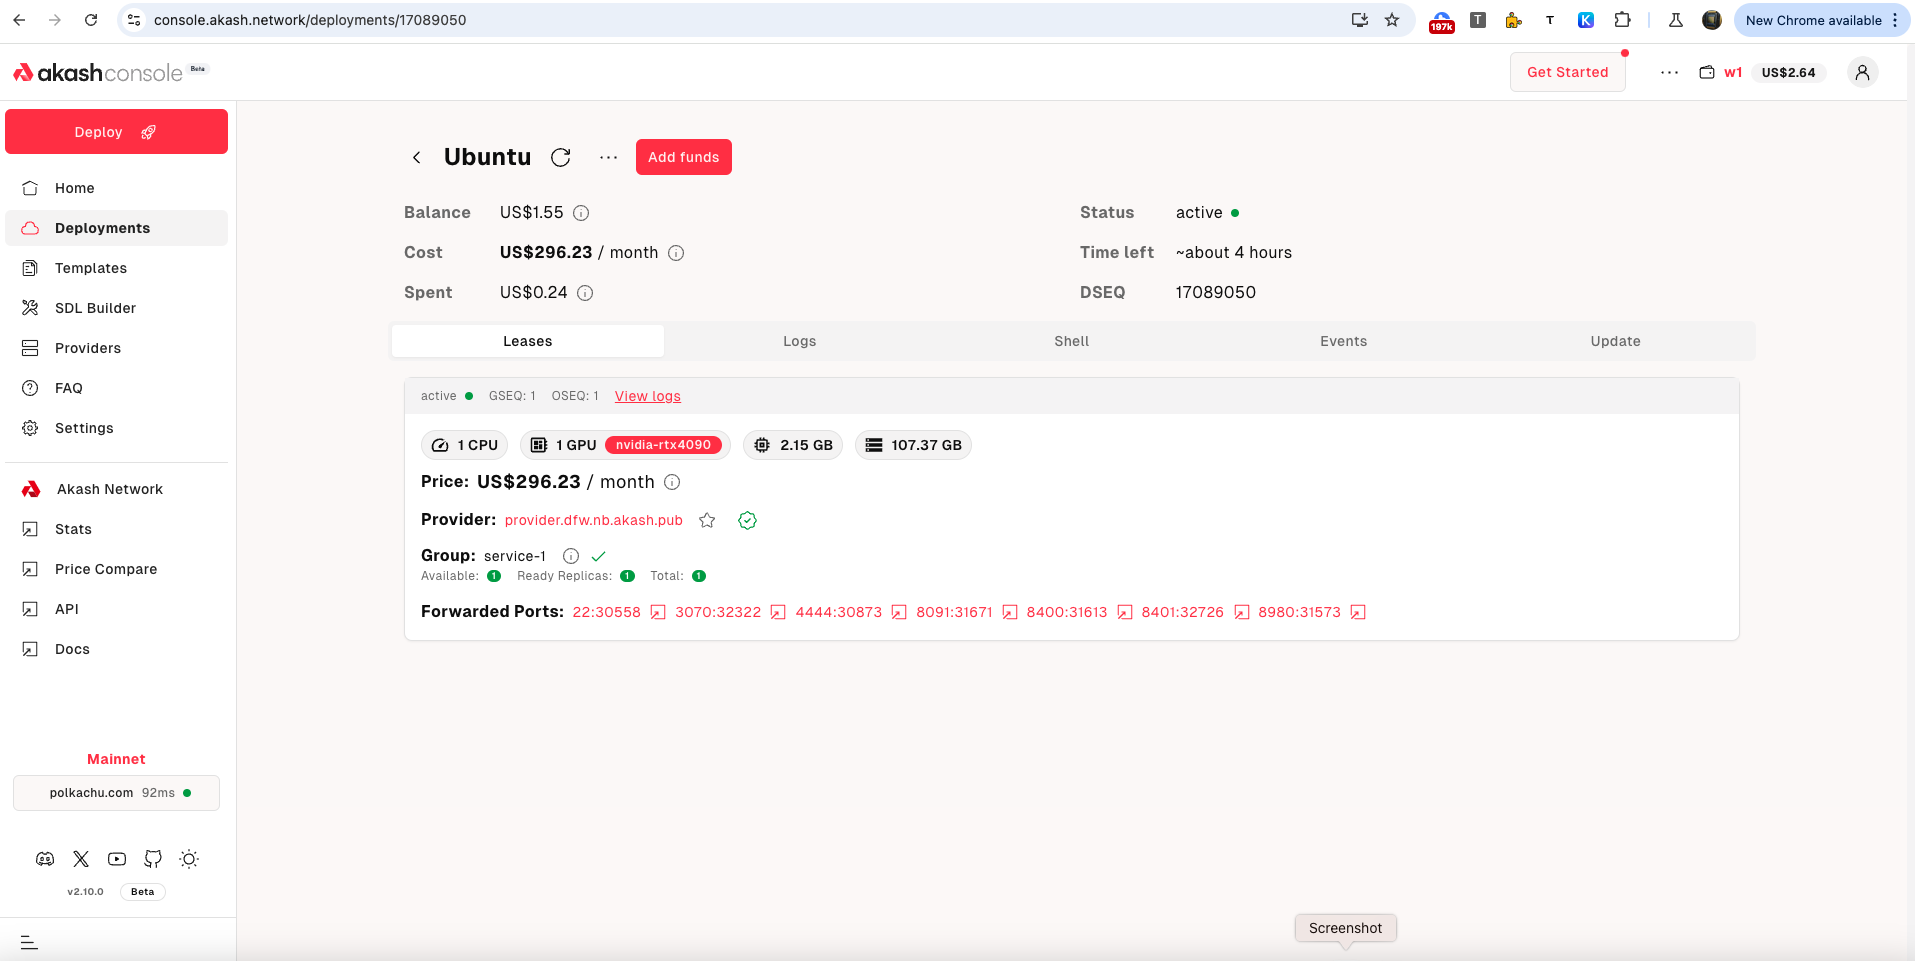 console.akash.network/deployments/17089050
197k
T
T
K
New Chrome available
akashconsole Beta
Get Started
w1
US$2.64
Deploy
Home
Deployments
Templates
SDL Builder
Providers
FAQ
Settings
Akash Network
Stats
Price Compare
API
Docs
Mainnet
polkachu.com 92ms
v2.10.0 Beta
Ubuntu
Add funds
Balance US$1.55
Status active
Cost US$296.23 / month
Time left ~about 4 hours
Spent US$0.24
DSEQ 17089050
Leases Logs Shell Events Update
active GSEQ: 1 OSEQ: 1 View logs
1 CPU 1 GPU nvidia-rtx4090 2.15 GB 107.37 GB
Price: US$296.23 / month
Provider: provider.dfw.nb.akash.pub
Group: service-1
Available: 1 Ready Replicas: 1 Total: 1
Forwarded Ports: 22:30558 3070:32322 4444:30873 8091:31671 8400:31613 8401:32726 8980:31573
Screenshot